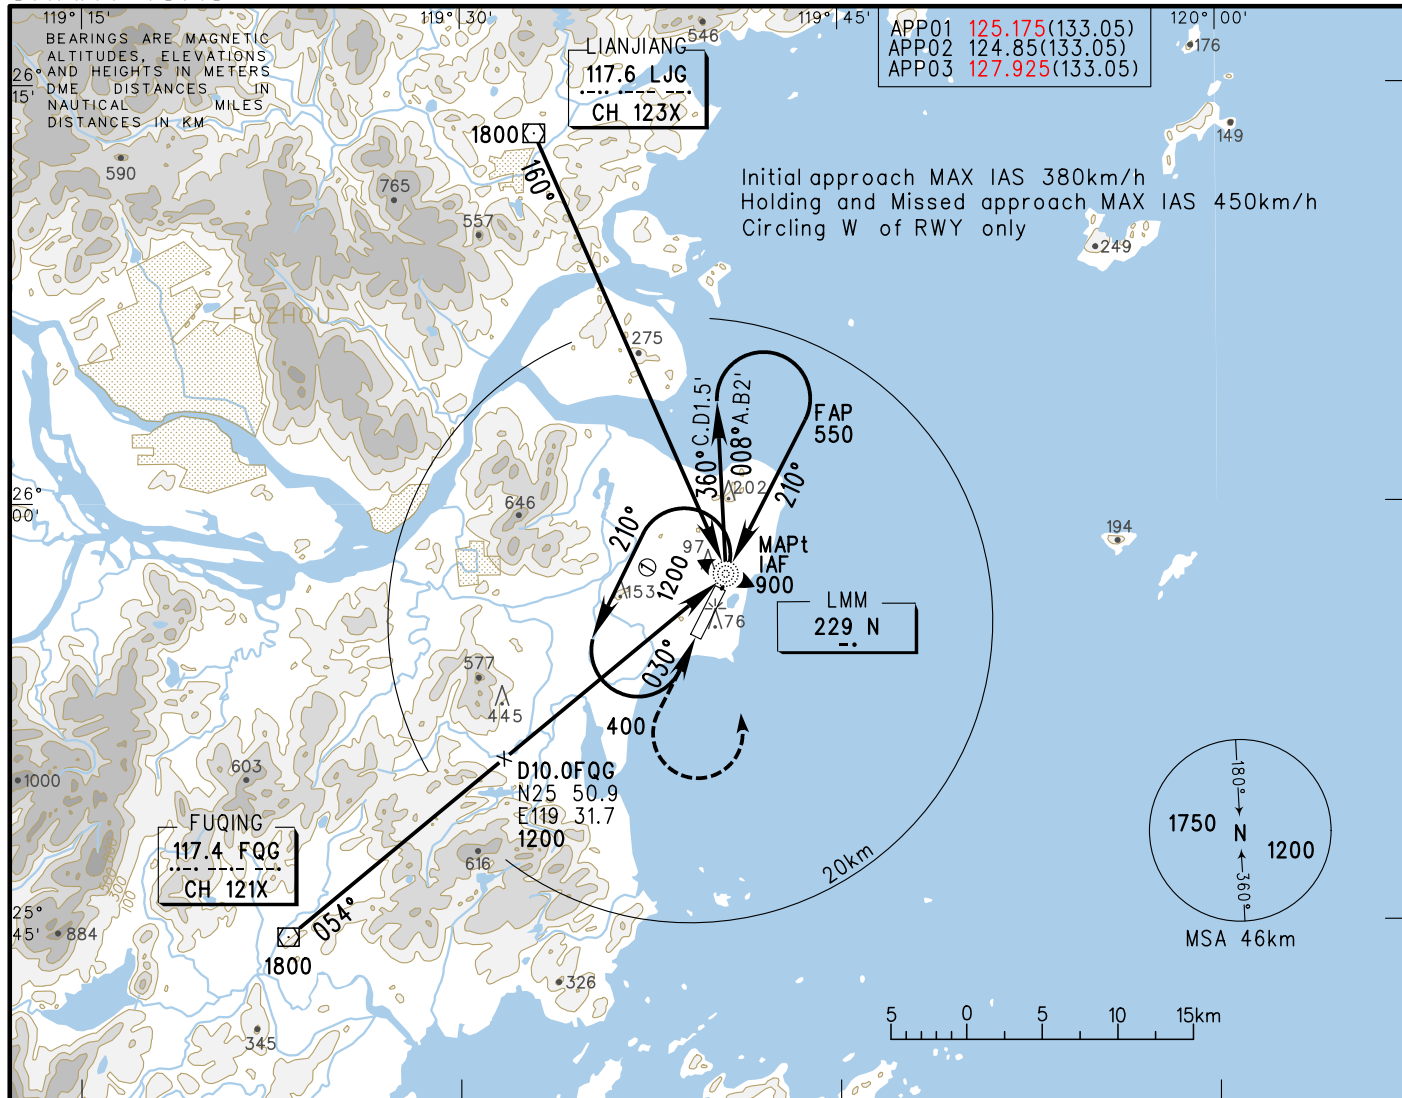 119° 15'
119° 30'
119° 45'
120° 00'
BEARINGS ARE MAGNETIC
ALTITUDES, ELEVATIONS
AND HEIGHTS IN METERS
DME DISTANCES IN
NAUTICAL MILES
DISTANCES IN KM
26°
15'
LIANJIANG
117.6 LJG
CH 123X
1800
160°
546
APP01 125.175(133.05)
APP02 124.85(133.05)
APP03 127.925(133.05)
176
149
249
Initial approach MAX IAS 380km/h
Holding and Missed approach MAX IAS 450km/h
Circling W of RWY only
590
765
557
FUZHOU
275
360° C.D1.5'
008° A.B2'
FAP
550
210°
202
26°
00'
646
210°
1
1200
97
153
MAPt
IAF
900
194
LMM
229 N
76
030°
577
445
400
1000
603
D10.0FQG
N25 50.9
E119 31.7
1200
FUQING
117.4 FQG
CH 121X
616
20km
180°
1750
N
1200
360°
MSA 46km
25°
45'
884
054°
1800
326
345
5 0 5 10 15km